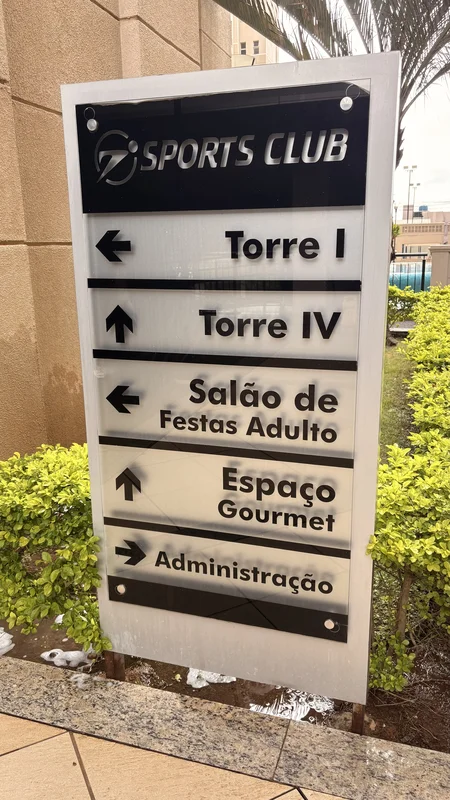 SPORTS CLUB
← Torre I
↑ Torre IV
← Salão de
Festas Adulto
↑ Espaço
Gourmet
→ Administração